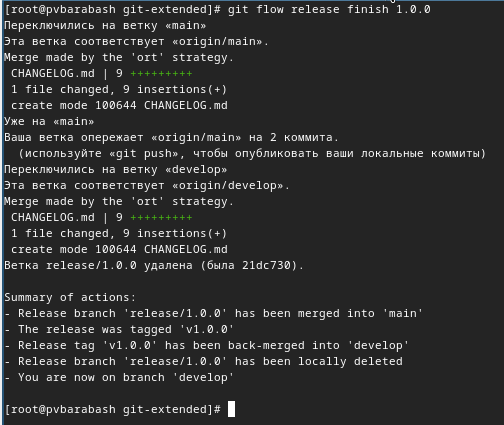 [root@pvbarabash git-extended]# git flow release finish 1.0.0
Переключились на ветку «main»
Эта ветка соответствует «origin/main».
Merge made by the 'ort' strategy.
 CHANGELOG.md | 9 +++++++++
 1 file changed, 9 insertions(+)
 create mode 100644 CHANGELOG.md
Уже на «main»
Ваша ветка опережает «origin/main» на 2 коммита.
  (используйте «git push», чтобы опубликовать ваши локальные коммиты)
Переключились на ветку «develop»
Эта ветка соответствует «origin/develop».
Merge made by the 'ort' strategy.
 CHANGELOG.md | 9 +++++++++
 1 file changed, 9 insertions(+)
 create mode 100644 CHANGELOG.md
Ветка release/1.0.0 удалена (была 21dc730).

Summary of actions:
- Release branch 'release/1.0.0' has been merged into 'main'
- The release was tagged 'v1.0.0'
- Release tag 'v1.0.0' has been back-merged into 'develop'
- Release branch 'release/1.0.0' has been locally deleted
- You are now on branch 'develop'

[root@pvbarabash git-extended]#